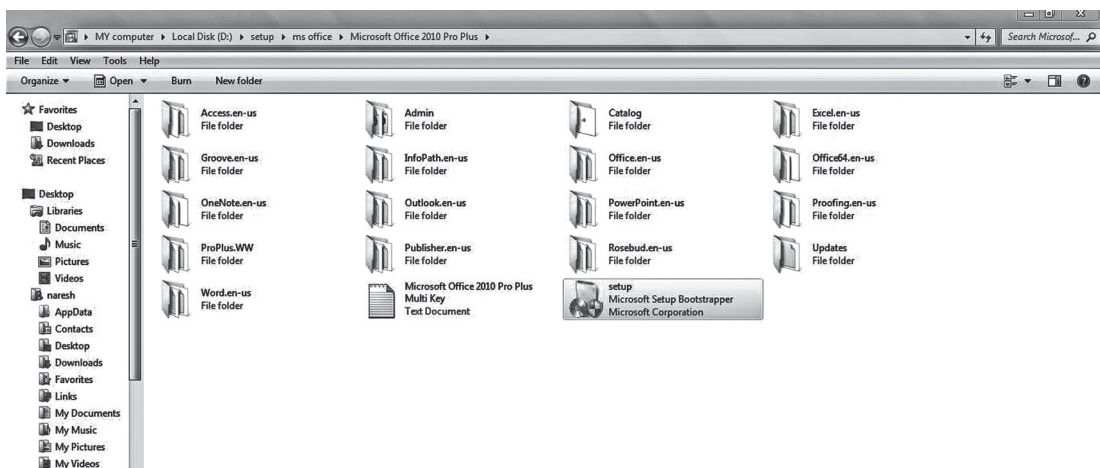 MY computer ▸ Local Disk (D:) ▸ setup ▸ ms office ▸ Microsoft Office 2010 Pro Plus ▸
Search Microsof...
File Edit View Tools Help
Organize Open Burn New folder
Favorites
Desktop
Downloads
Recent Places
Desktop
Libraries
Documents
Music
Pictures
Videos
naresh
AppData
Contacts
Desktop
Downloads
Favorites
Links
My Documents
My Music
My Pictures
My Videos
Access.en-us
File folder
Admin
File folder
Catalog
File folder
Excel.en-us
File folder
Groove.en-us
File folder
InfoPath.en-us
File folder
Office.en-us
File folder
Office64.en-us
File folder
OneNote.en-us
File folder
Outlook.en-us
File folder
PowerPoint.en-us
File folder
Proofing.en-us
File folder
ProPlus.WW
File folder
Publisher.en-us
File folder
Rosebud.en-us
File folder
Updates
File folder
Word.en-us
File folder
Microsoft Office 2010 Pro Plus
Multi Key
Text Document
setup
Microsoft Setup Bootstrapper
Microsoft Corporation